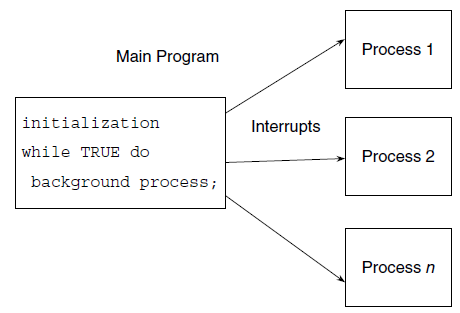 Main Program
initialization
while TRUE do
background process;
Interrupts
Process 1
Process 2
Process n